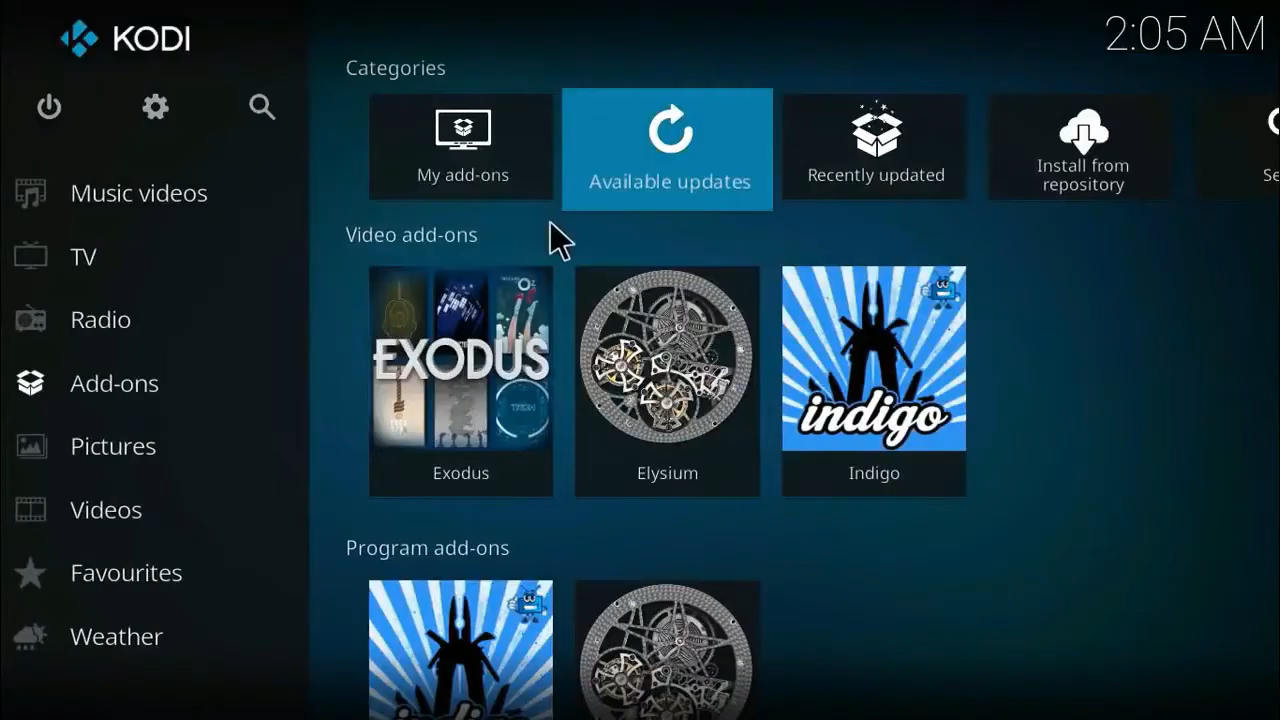 KODI
2:05 AM
Categories
My add-ons
Available updates
Recently updated
Install from
repository
Se
Music videos
TV
Radio
Add-ons
Pictures
Videos
Favourites
Weather
Video add-ons
EXODUS
indigo
Exodus
Elysium
Indigo
Program add-ons